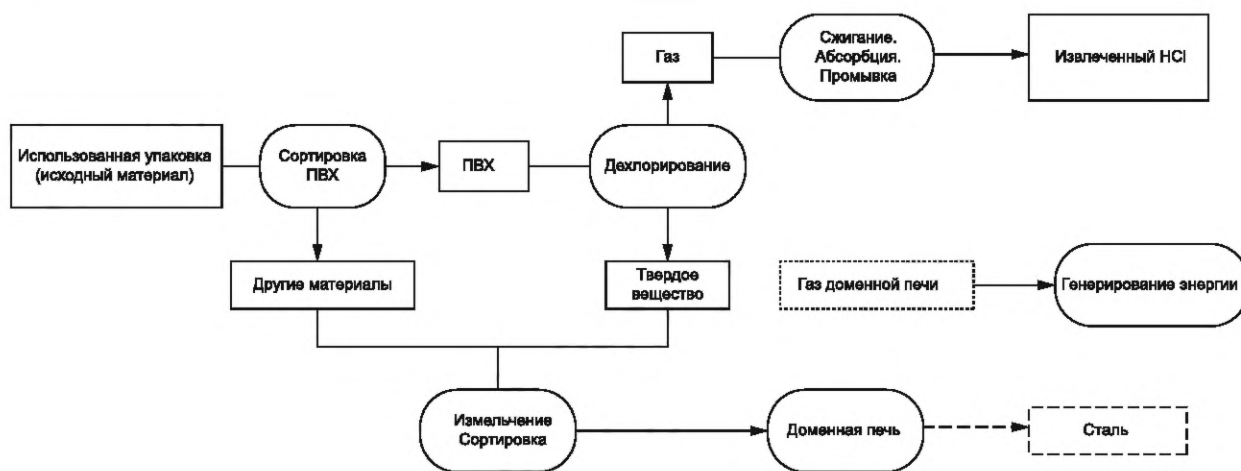 Сжигание.
Абсорбция.
Промывка
Газ
Извлеченный HCl
Использованная упаковка
(исходный материал)
Сортировка
ПВХ
ПВХ
Дехлорирование
Другие материалы
Твердое
вещество
Газ доменной печи
Генерирование энергии
Измельчение
Сортировка
Доменная печь
Сталь